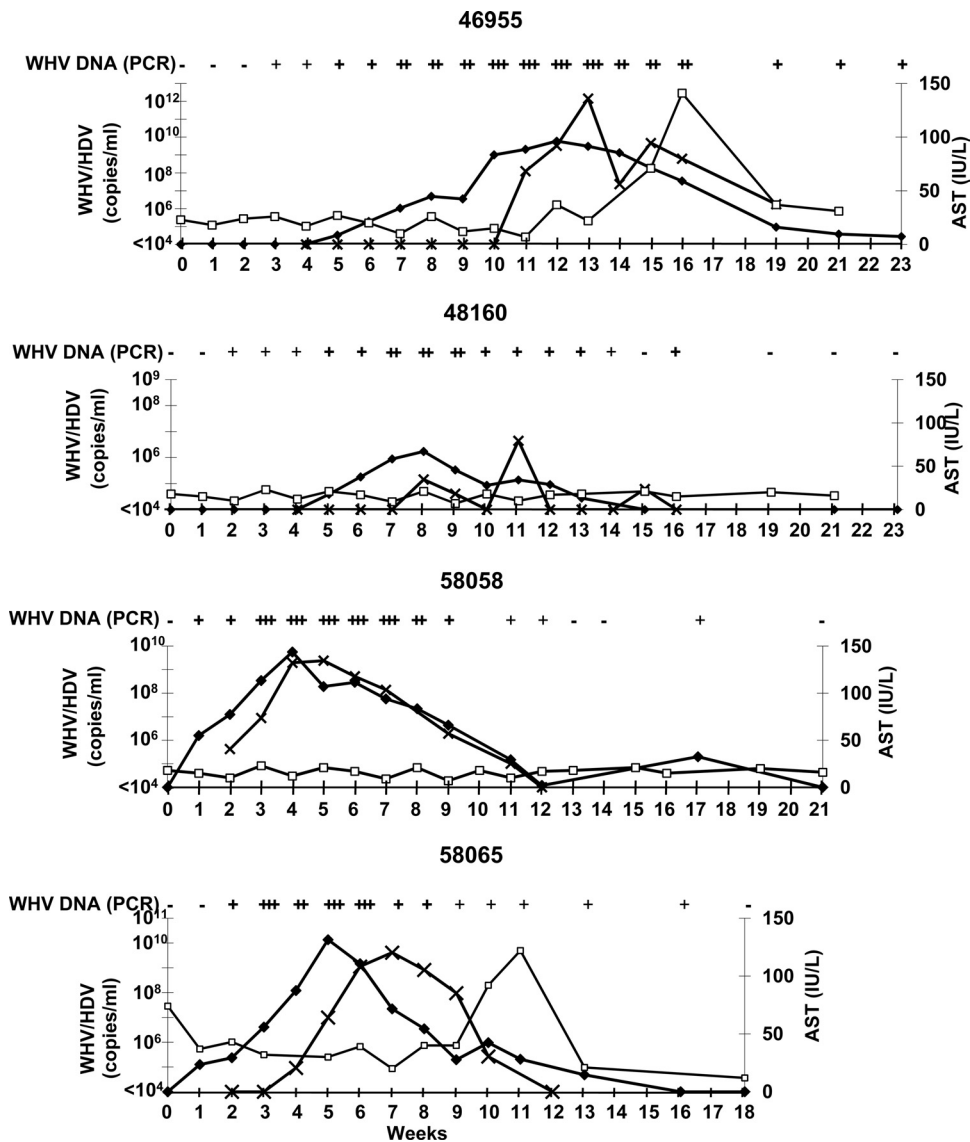 46955
WHV DNA (PCR) - - - + + + + ++ ++ ++ +++ +++ +++ +++ ++ ++ ++ + + +
10¹² 150
10¹⁰ 100
10⁸
10⁶ 50
<10⁴ 0
WHV/HDV
(copies/ml)
AST (IU/L)
0 1 2 3 4 5 6 7 8 9 10 11 12 13 14 15 16 17 18 19 20 21 22 23
48160
WHV DNA (PCR) - - + + + + + ++ ++ ++ + + + + + - + - - -
10⁹ 150
10⁸
100
10⁶ 50
<10⁴ 0
WHV/HDV
(copies/ml)
AST (IU/L)
0 1 2 3 4 5 6 7 8 9 10 11 12 13 14 15 16 17 18 19 20 21 22 23
58058
WHV DNA (PCR) - + + +++ +++ +++ +++ +++ ++ + + + - - + -
10¹⁰ 150
10⁸ 100
10⁶ 50
<10⁴ 0
WHV/HDV
(copies/ml)
AST (IU/L)
0 1 2 3 4 5 6 7 8 9 10 11 12 13 14 15 16 17 18 19 20 21
58065
WHV DNA (PCR) - - + +++ ++ +++ +++ + + + + + + + -
10¹¹ 150
10¹⁰
100
10⁸
10⁶ 50
<10⁴ 0
WHV/HDV
(copies/ml)
AST (IU/L)
0 1 2 3 4 5 6 7 8 9 10 11 12 13 14 15 16 17 18
Weeks